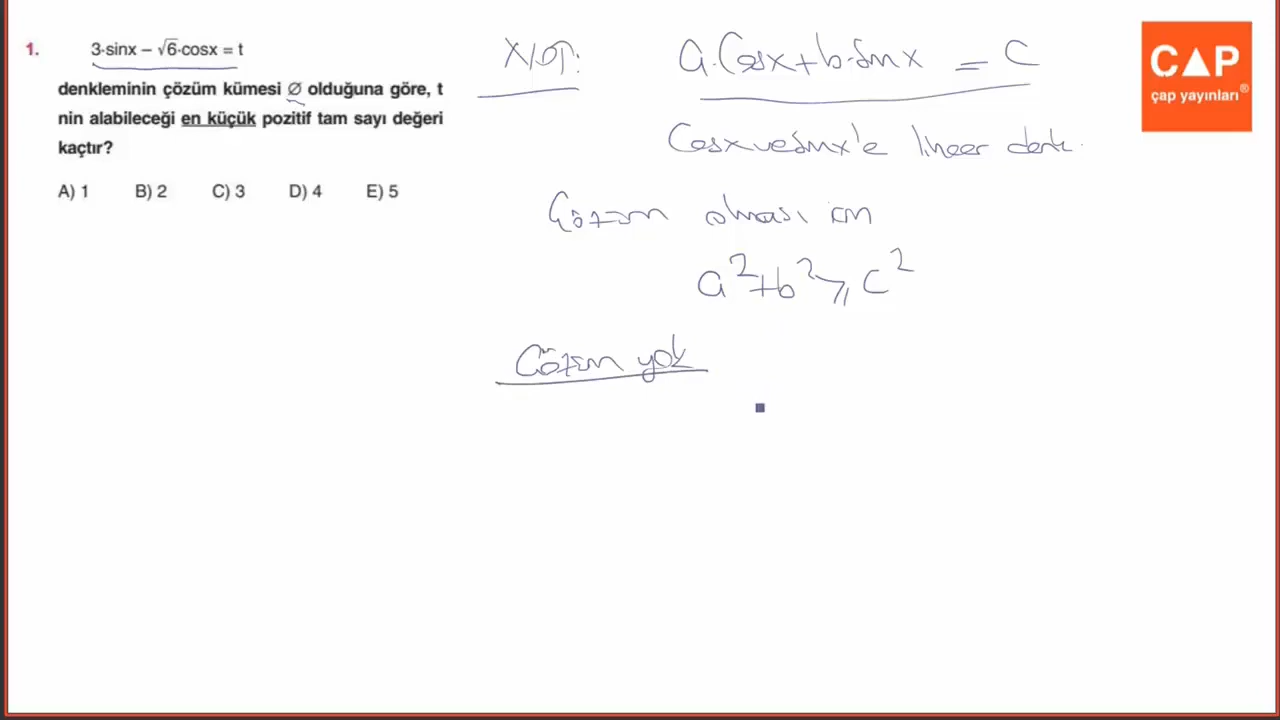 1. 3·sinx – √6·cosx = t
denkleminin çözüm kümesi ∅ olduğuna göre, t
nin alabileceği en küçük pozitif tam sayı değeri
kaçtır?
A) 1 B) 2 C) 3 D) 4 E) 5
NOT: a.Cosx+b.sinx = C
Cosx ve sinx'e lineer denk.
Çözüm olması için
a²+b² ≥ c²
Çözüm yok
ÇAP
çap yayınları®